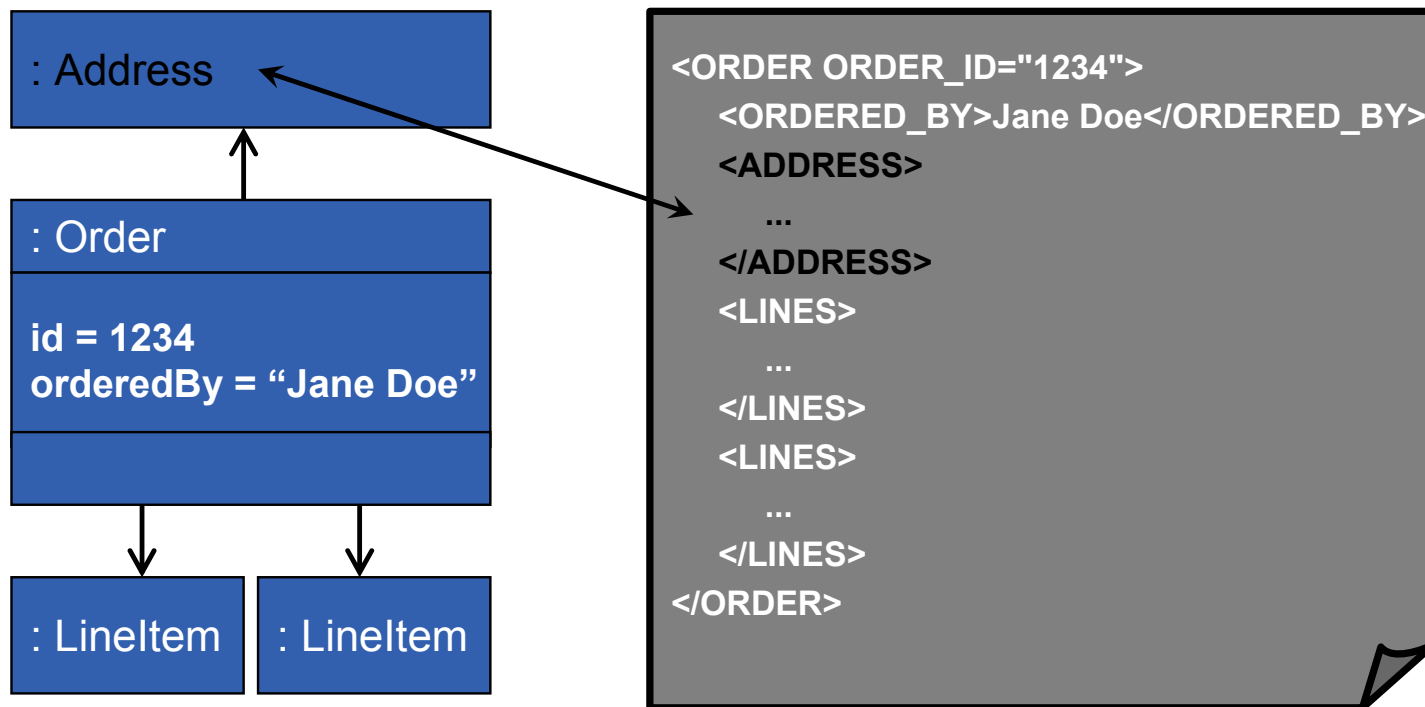 : Address
: Order
id = 1234
orderedBy = “Jane Doe”
: LineItem
: LineItem
<ORDER ORDER_ID="1234">
<ORDERED_BY>Jane Doe</ORDERED_BY>
<ADDRESS>
...
</ADDRESS>
<LINES>
...
</LINES>
<LINES>
...
</LINES>
</ORDER>